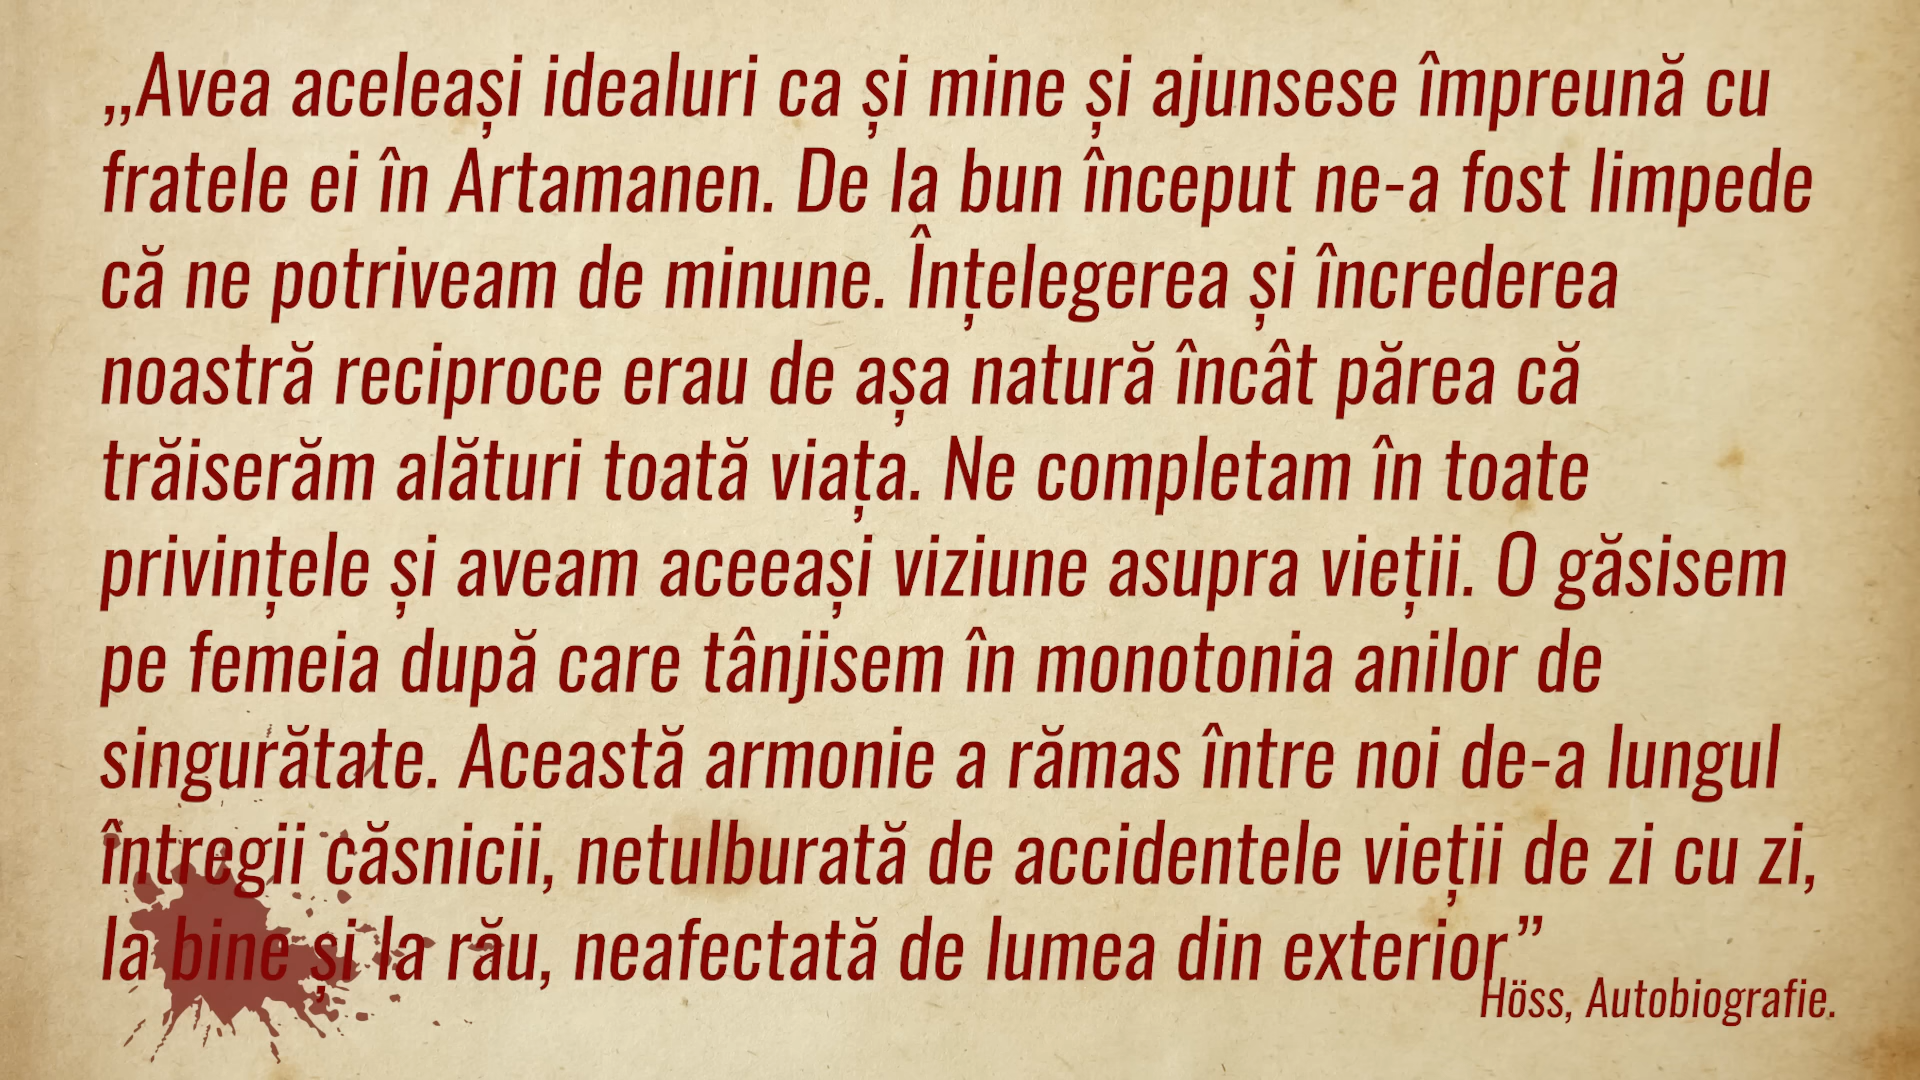 „Avea aceleași idealuri ca și mine și ajunsese împreună cu
fratele ei în Artamanen. De la bun început ne-a fost limpede
că ne potriveam de minune. Înțelegerea și încrederea
noastră reciproce erau de așa natură încât părea că
trăiserăm alături toată viața. Ne completam în toate
privințele și aveam aceeași viziune asupra vieții. O găsisem
pe femeia după care tânjisem în monotonia anilor de
singurătate. Această armonie a rămas între noi de-a lungul
întregii căsnicii, netulburată de accidentele vieții de zi cu zi,
la bine și la rău, neafectată de lumea din exterior”
Höss, Autobiografie.